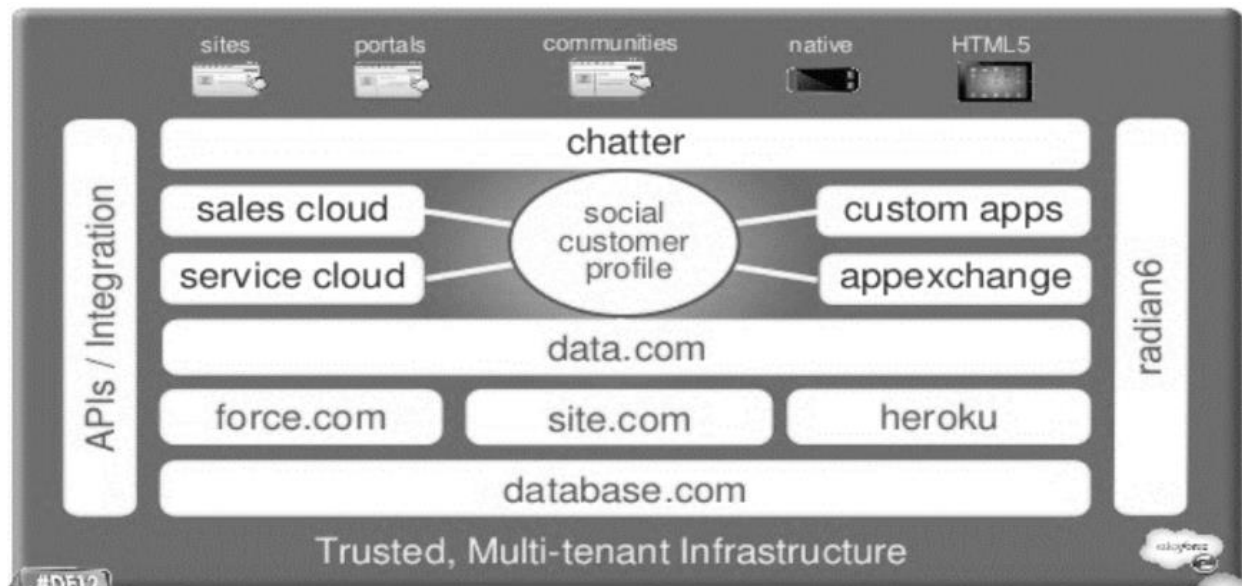 sites portals communities native HTML5
chatter
sales cloud
service cloud
social
customer
profile
custom apps
appexchange
data.com
force.com site.com heroku
database.com
APIs / Integration
radian6
Trusted, Multi-tenant Infrastructure
salesforce